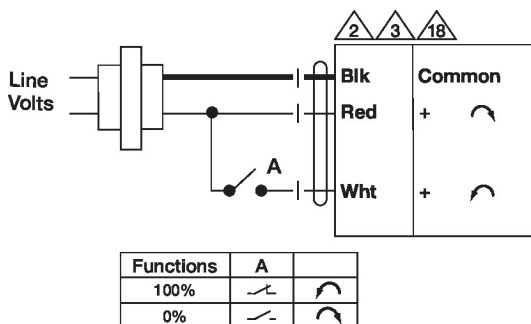 2 3 18
Line Volts
Blk Common
Red +
A
Wht +
Functions A
100%
0%